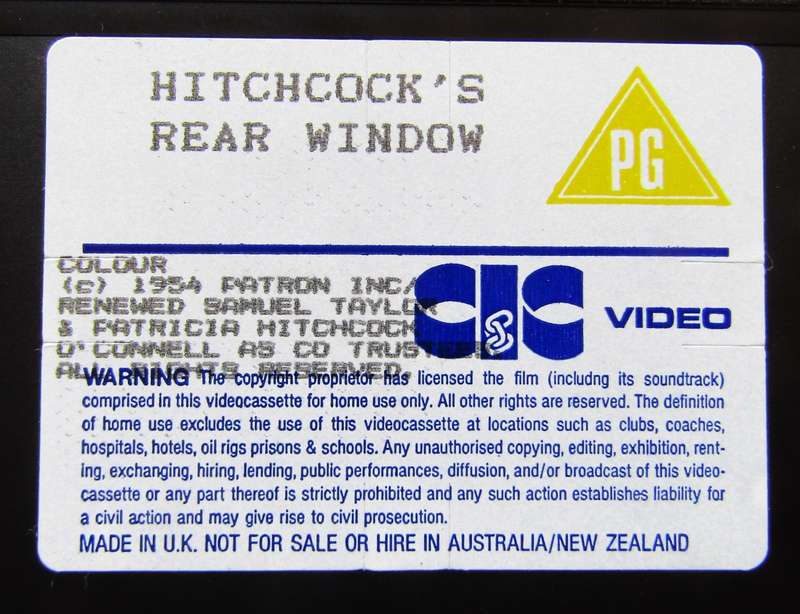 HITCHCOCK'S
REAR WINDOW
PG
COLOUR
(c) 1954 PATRON INC/
RENEWED SAMUEL TAYLOR
& PATRICIA HITCHCOCK
O'CONNELL AS CO TRUSTEES
ALL RIGHTS RESERVED.
CIC VIDEO
WARNING The copyright proprietor has licensed the film (includng its soundtrack)
comprised in this videocassette for home use only. All other rights are reserved. The definition
of home use excludes the use of this videocassette at locations such as clubs, coaches,
hospitals, hotels, oil rigs prisons & schools. Any unauthorised copying, editing, exhibition, rent-
ing, exchanging, hiring, lending, public performances, diffusion, and/or broadcast of this video-
cassette or any part thereof is strictly prohibited and any such action establishes liability for
a civil action and may give rise to civil prosecution.
MADE IN U.K. NOT FOR SALE OR HIRE IN AUSTRALIA/NEW ZEALAND